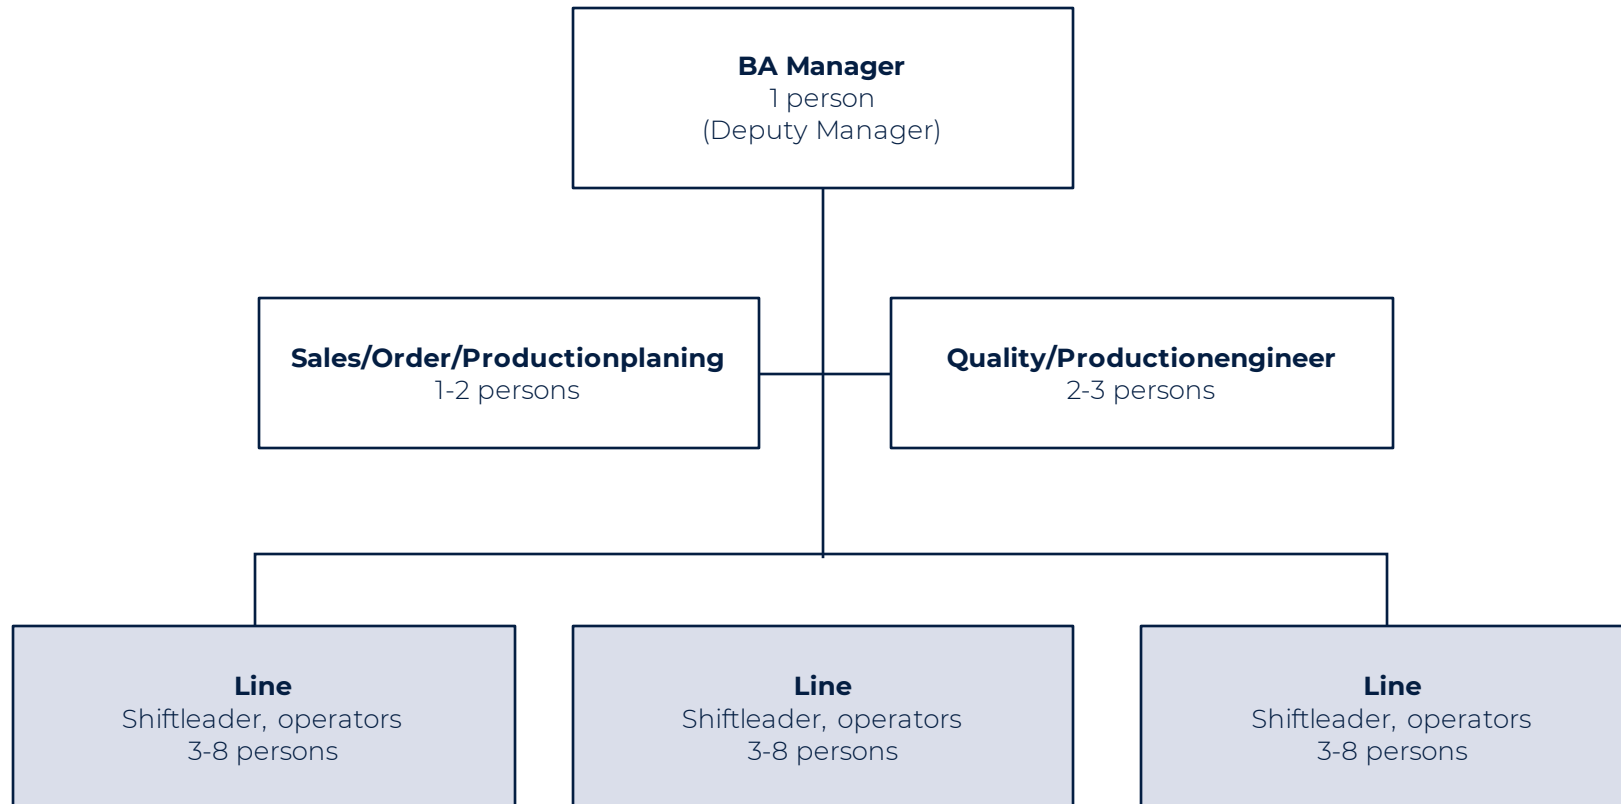 BA Manager
1 person
(Deputy Manager)
Sales/Order/Productionplaning
1-2 persons
Quality/Productionengineer
2-3 persons
Line
Shiftleader, operators
3-8 persons
Line
Shiftleader, operators
3-8 persons
Line
Shiftleader, operators
3-8 persons